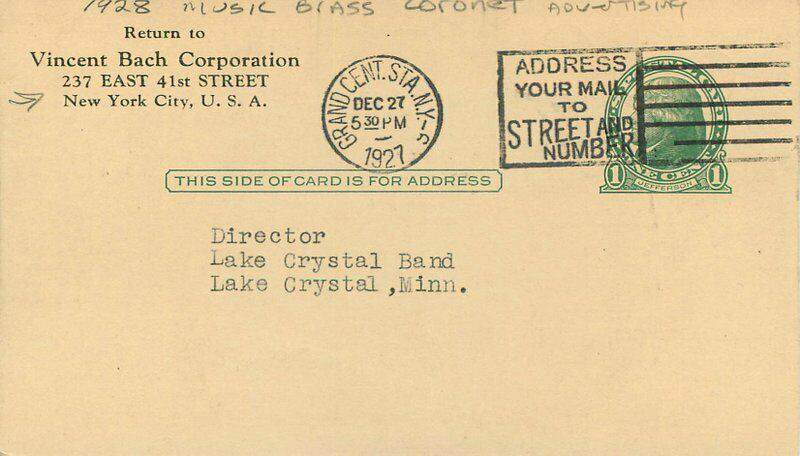 1928 MUSIC BRASS CORONET ADVERTISING
Return to
Vincent Bach Corporation
237 EAST 41st STREET
New York City, U. S. A.
GRAND CENT. STA. N.Y.
DEC 27
5 30 PM
1927
ADDRESS
YOUR MAIL
TO
STREET AND
NUMBER
JEFFERSON
1 1
THIS SIDE OF CARD IS FOR ADDRESS
Director
Lake Crystal Band
Lake Crystal ,Minn.